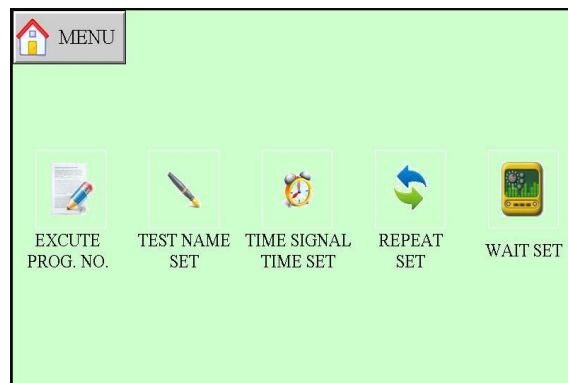 MENU
EXCUTE
PROG. NO.
TEST NAME
SET
TIME SIGNAL
TIME SET
REPEAT
SET
WAIT SET